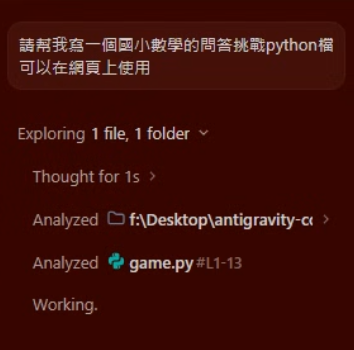 請幫我寫一個國小數學的問答挑戰python檔
可以在網頁上使用
Exploring 1 file, 1 folder
Thought for 1s
Analyzed f:\Desktop\antigravity-cc
Analyzed game.py #L1-13
Working.